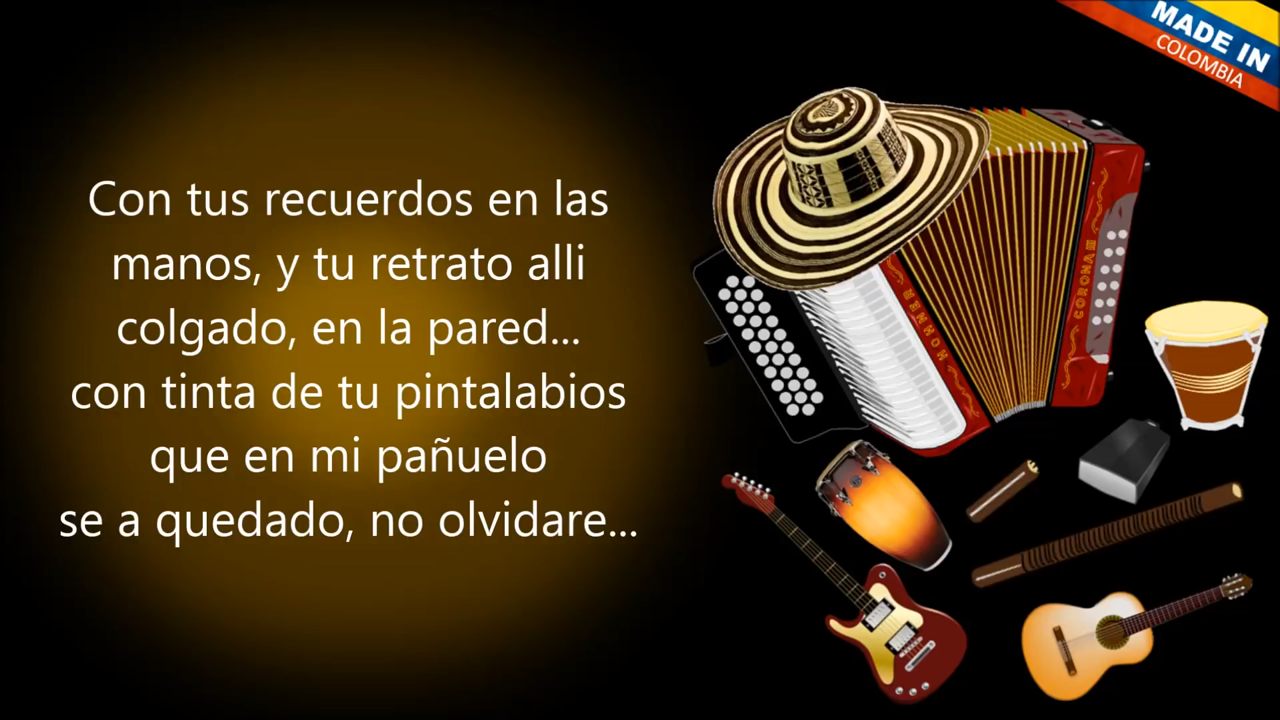 MADE IN
COLOMBIA
Con tus recuerdos en las
manos, y tu retrato alli
colgado, en la pared...
con tinta de tu pintalabios
que en mi pañuelo
se a quedado, no olvidare...
HOHNER
CORONA III